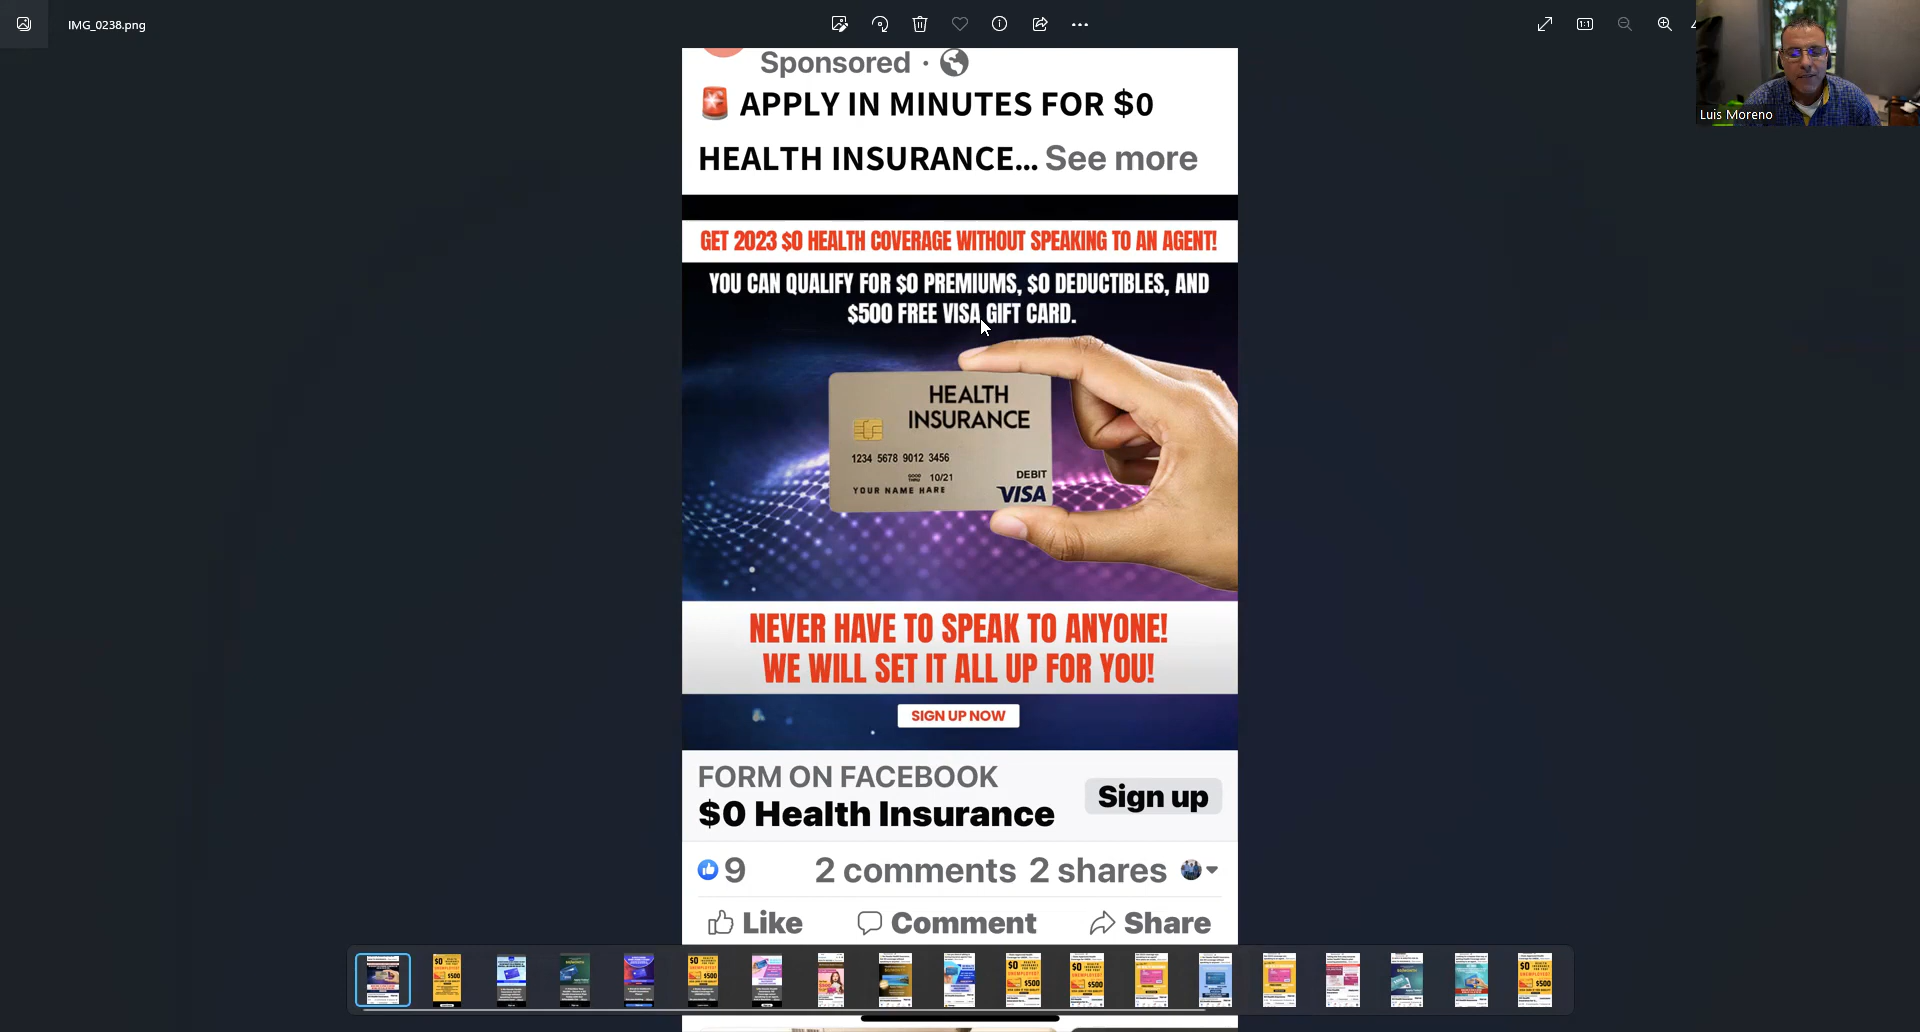 IMG_0238.png
Luis Moreno
Sponsored ·
APPLY IN MINUTES FOR $0
HEALTH INSURANCE... See more
GET 2023 $0 HEALTH COVERAGE WITHOUT SPEAKING TO AN AGENT!
YOU CAN QUALIFY FOR $0 PREMIUMS, $0 DEDUCTIBLES, AND
$500 FREE VISA GIFT CARD.
HEALTH
INSURANCE
1234 5678 9012 3456
GOOD
THRU 10/21
DEBIT
YOUR NAME HARE
VISA
NEVER HAVE TO SPEAK TO ANYONE!
WE WILL SET IT ALL UP FOR YOU!
SIGN UP NOW
FORM ON FACEBOOK
$0 Health Insurance
Sign up
9 2 comments 2 shares
Like Comment Share